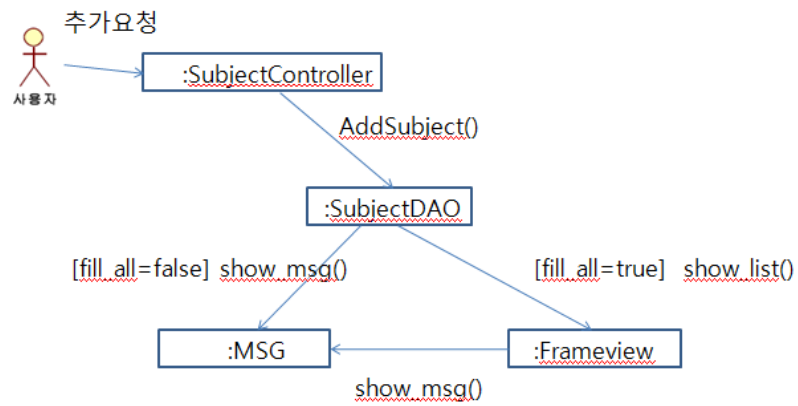 추가요청
:SubjectController
사용자
AddSubject()
:SubjectDAO
[fill_all=false] show_msg()
[fill_all=true] show_list()
:MSG
:Frameview
show_msg()